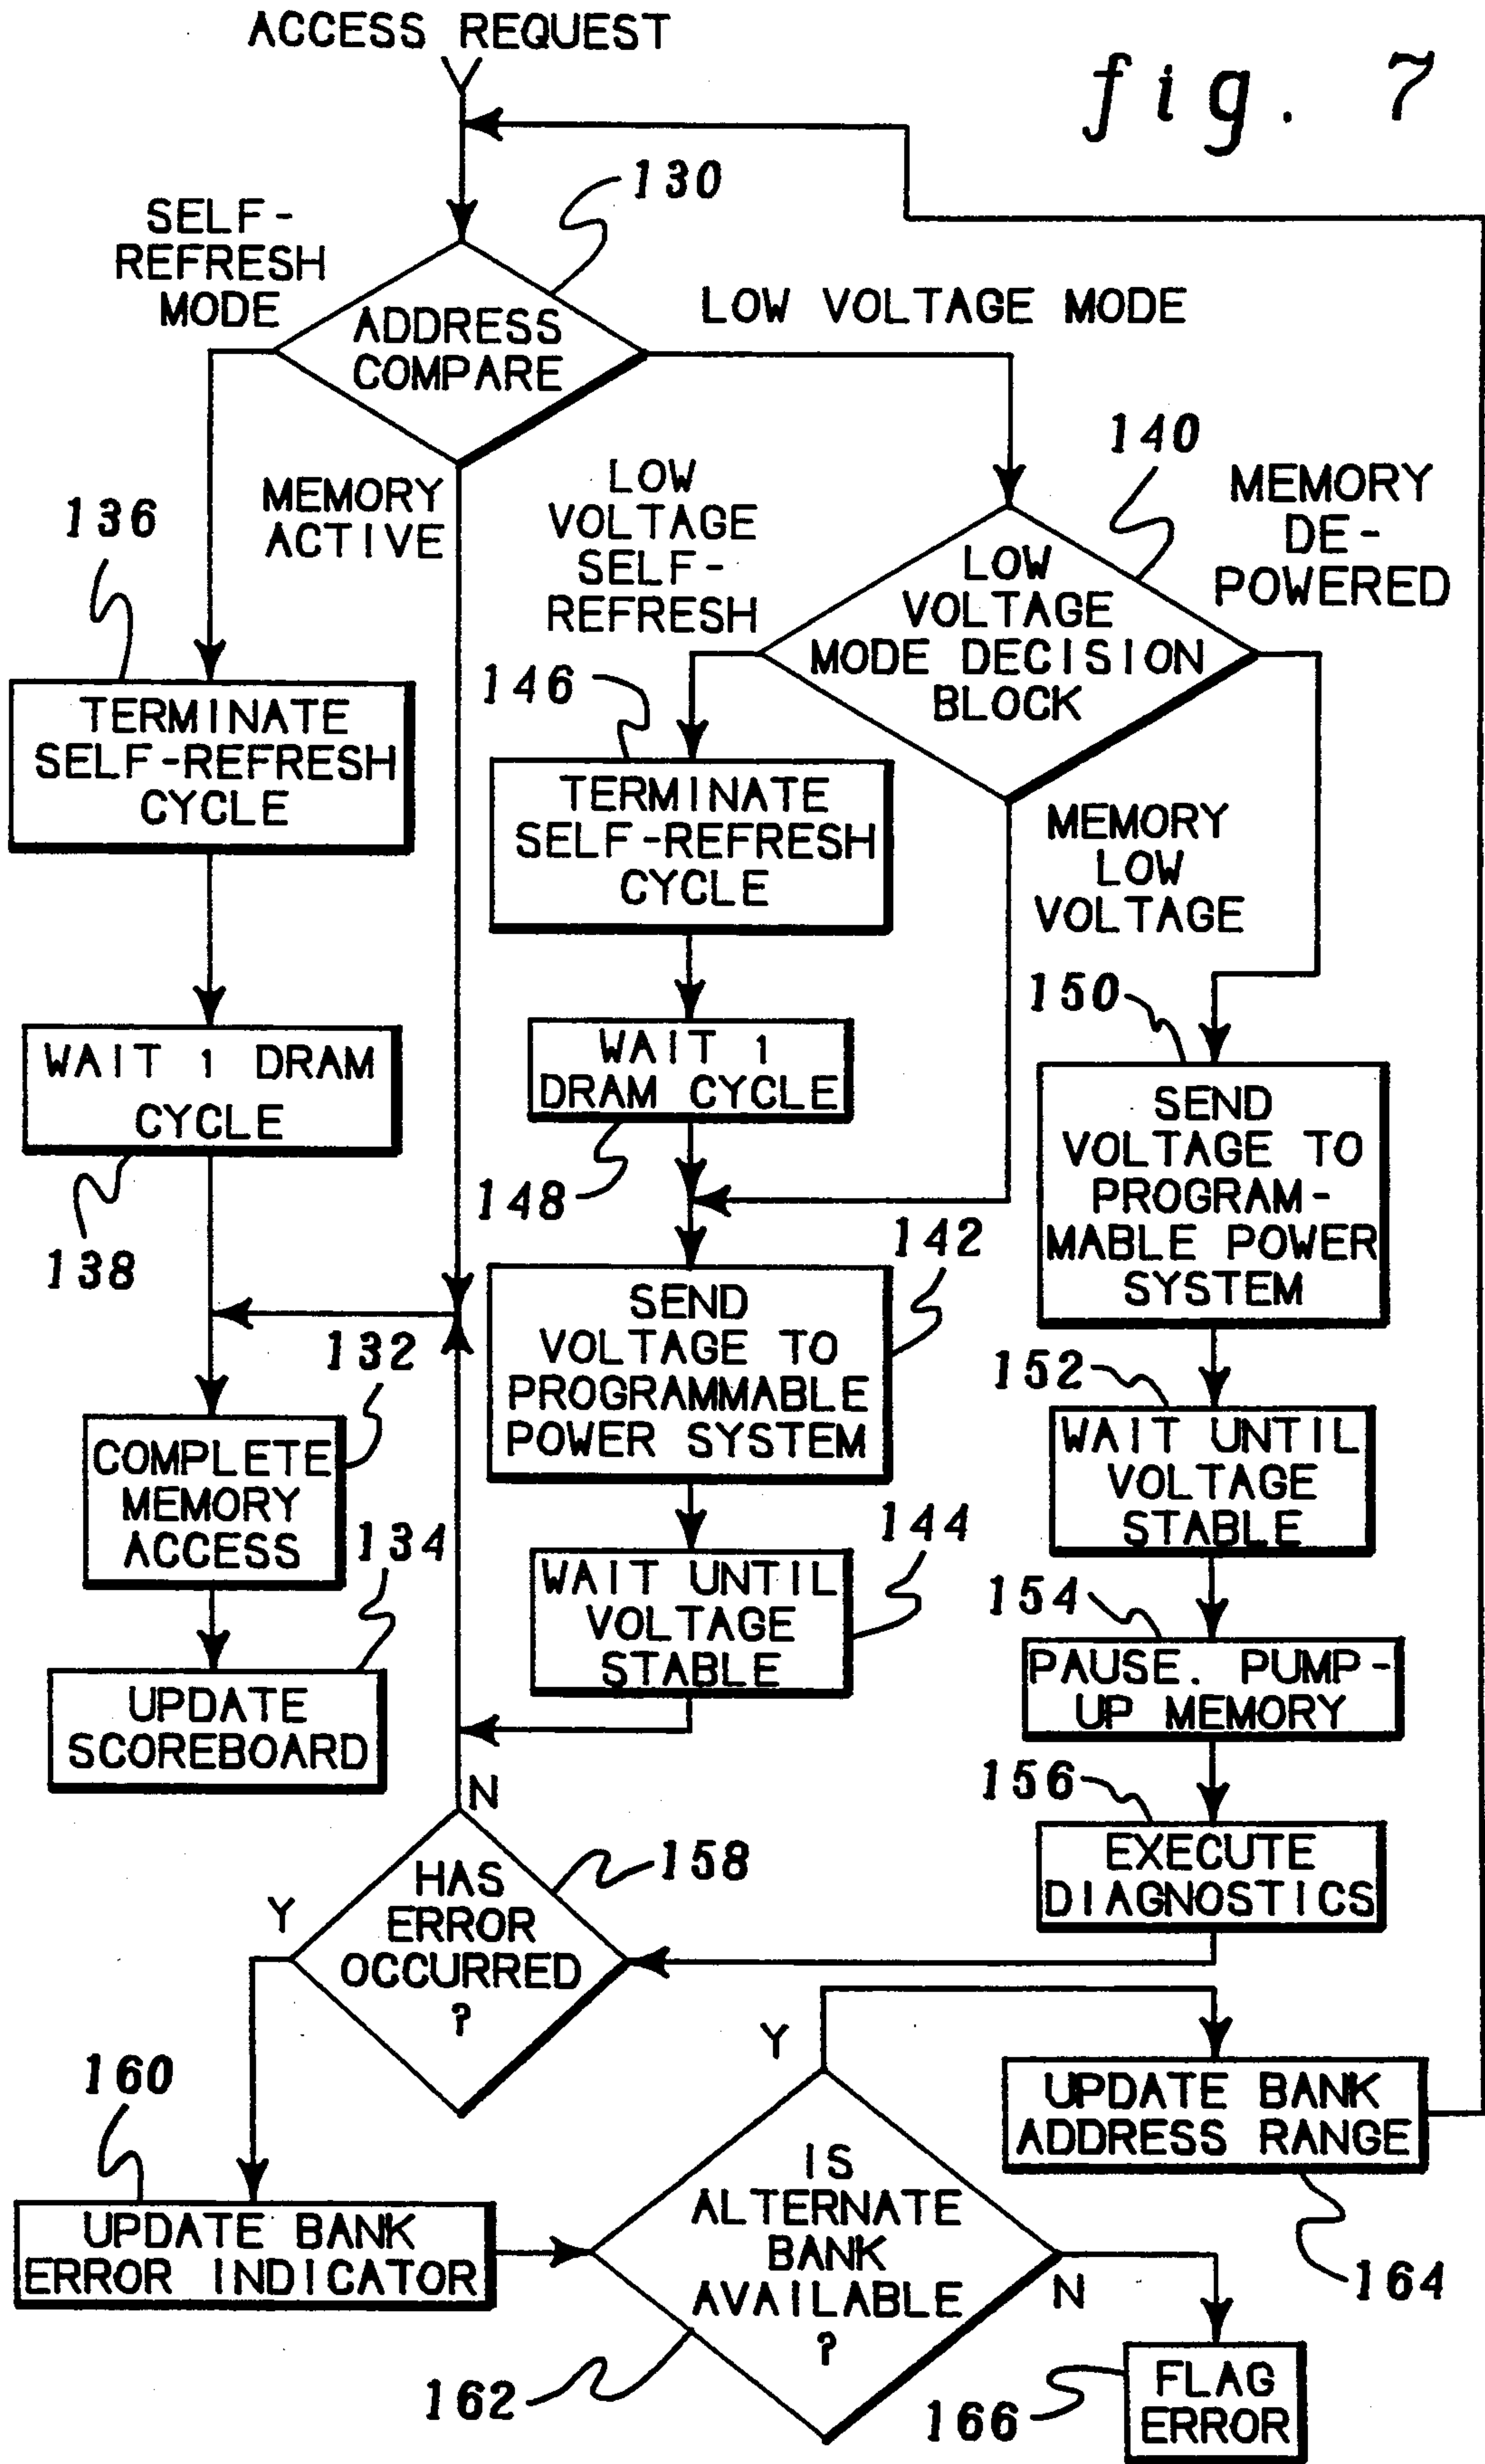 ACCESS REQUEST
fig. 7
130
SELF-
REFRESH
MODE
ADDRESS
COMPARE
LOW VOLTAGE MODE
140
MEMORY
ACTIVE
LOW
VOLTAGE
SELF-
REFRESH
MEMORY
DE-
POWERED
136
LOW
VOLTAGE
MODE DECISION
BLOCK
146
TERMINATE
SELF-REFRESH
CYCLE
TERMINATE
SELF-REFRESH
CYCLE
MEMORY
LOW
VOLTAGE
150
WAIT 1 DRAM
CYCLE
138
WAIT 1
DRAM CYCLE
148
SEND
VOLTAGE TO
PROGRAM-
MABLE POWER
SYSTEM
142
SEND
VOLTAGE TO
PROGRAMMABLE
POWER SYSTEM
132
COMPLETE
MEMORY
ACCESS
134
152
WAIT UNTIL
VOLTAGE
STABLE
144
WAIT UNTIL
VOLTAGE
STABLE
154
PAUSE. PUMP-
UP MEMORY
UPDATE
SCOREBOARD
156
EXECUTE
DIAGNOSTICS
N
158
HAS
ERROR
OCCURRED
?
Y
160
UPDATE BANK
ERROR INDICATOR
Y
UPDATE BANK
ADDRESS RANGE
164
IS
ALTERNATE
BANK
AVAILABLE
?
N
162
166
FLAG
ERROR